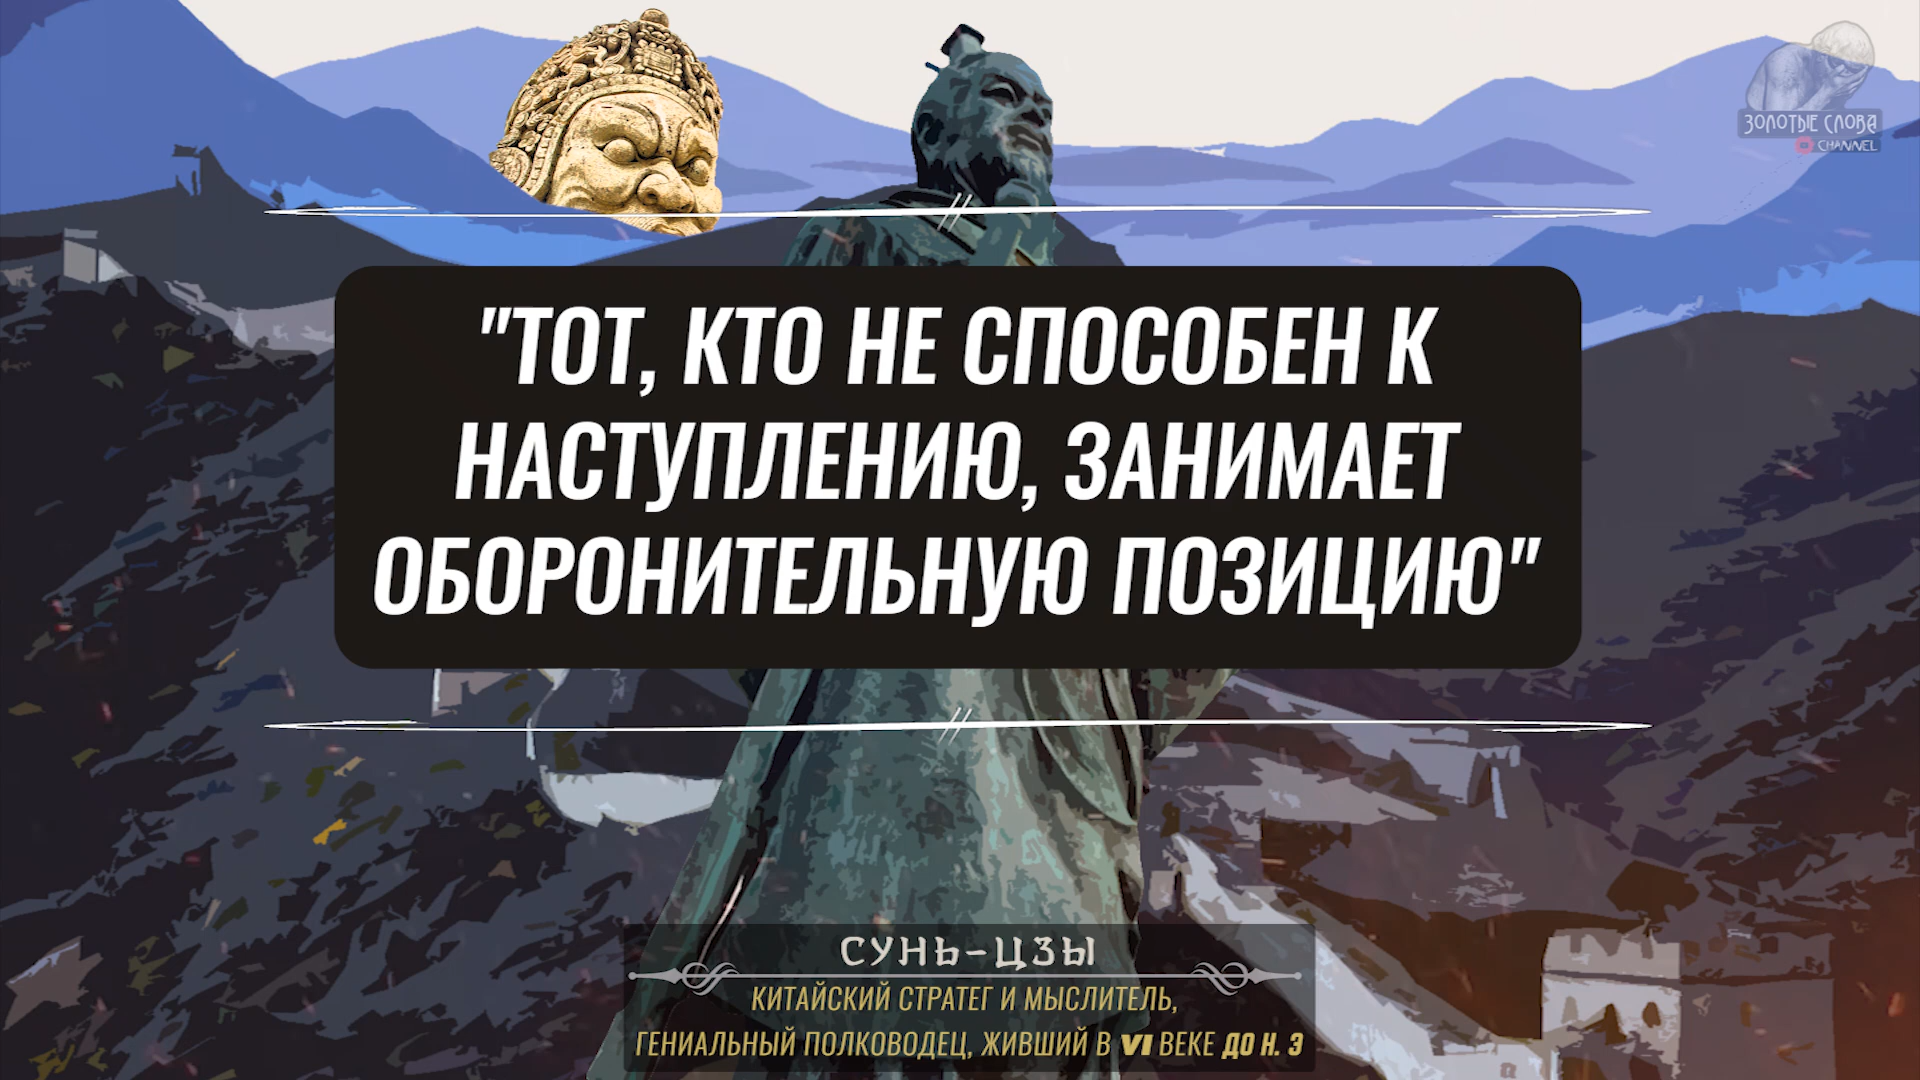 ЗОЛОТЫЕ СЛОВА
CHANNEL
"ТОТ, КТО НЕ СПОСОБЕН К
НАСТУПЛЕНИЮ, ЗАНИМАЕТ
ОБОРОНИТЕЛЬНУЮ ПОЗИЦИЮ"
СУНЬ-ЦЗЫ
КИТАЙСКИЙ СТРАТЕГ И МЫСЛИТЕЛЬ,
ГЕНИАЛЬНЫЙ ПОЛКОВОДЕЦ, ЖИВШИЙ В VI ВЕКЕ ДО Н. Э